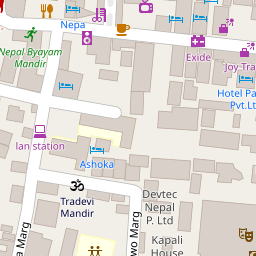 Nepa
Nepal Byayam
Mandir
Exide
Joy Tra
Hotel Pa
Pvt.Lt
lan station
Ashoka
Tradevi
Mandir
Devtec
Nepal
P. Ltd
Kapali
House
a Marg
wo Marg